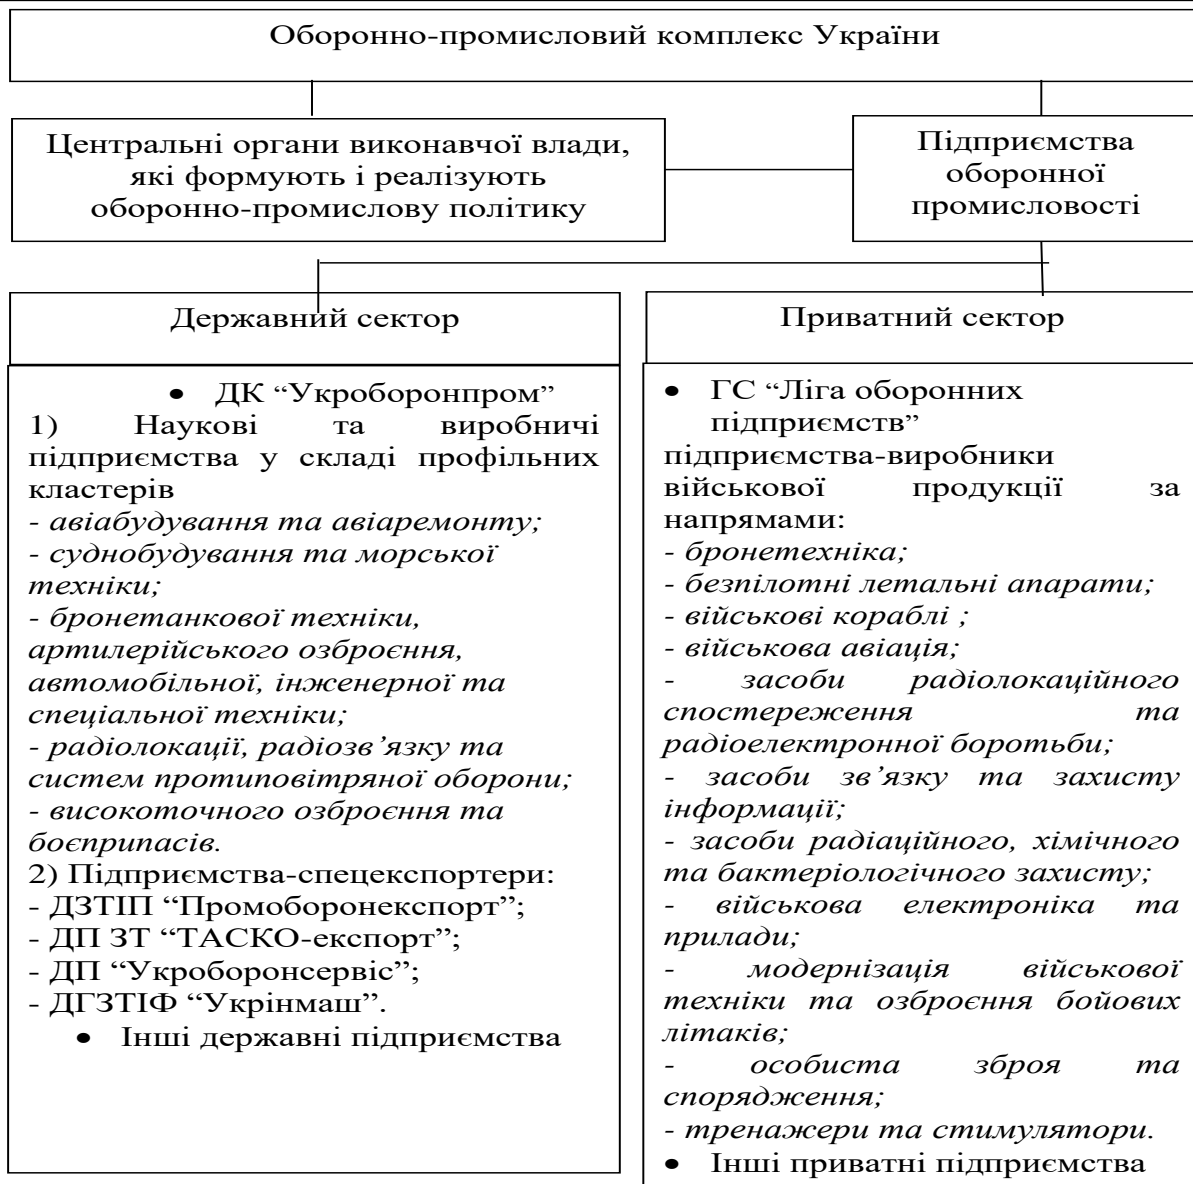 Оборонно-промисловий комплекс України
Центральні органи виконавчої влади,
які формують і реалізують
оборонно-промислову політику
Підприємства
оборонної
промисловості
Державний сектор
• ДК “Укроборонпром”
1) Наукові та виробничі
підприємства у складі профільних
кластерів
- авіабудування та авіаремонту;
- суднобудування та морської
техніки;
- бронетанкової техніки,
артилерійського озброєння,
автомобільної, інженерної та
спеціальної техніки;
- радіолокації, радіозв’язку та
систем протиповітряної оборони;
- високоточного озброєння та
боєприпасів.
2) Підприємства-спецекспортери:
- ДЗТІП “Промоборонекспорт”;
- ДП ЗТ “ТАСКО-експорт”;
- ДП “Укроборонсервіс”;
- ДГЗТІФ “Укрінмаш”.
• Інші державні підприємства
Приватний сектор
• ГС “Ліга оборонних
підприємств”
підприємства-виробники
військової продукції за
напрямами:
- бронетехніка;
- безпілотні летальні апарати;
- військові кораблі ;
- військова авіація;
- засоби радіолокаційного
спостереження та
радіоелектронної боротьби;
- засоби зв’язку та захисту
інформації;
- засоби радіаційного, хімічного
та бактеріологічного захисту;
- військова електроніка та
прилади;
- модернізація військової
техніки та озброєння бойових
літаків;
- особиста зброя та
спорядження;
- тренажери та стимулятори.
• Інші приватні підприємства